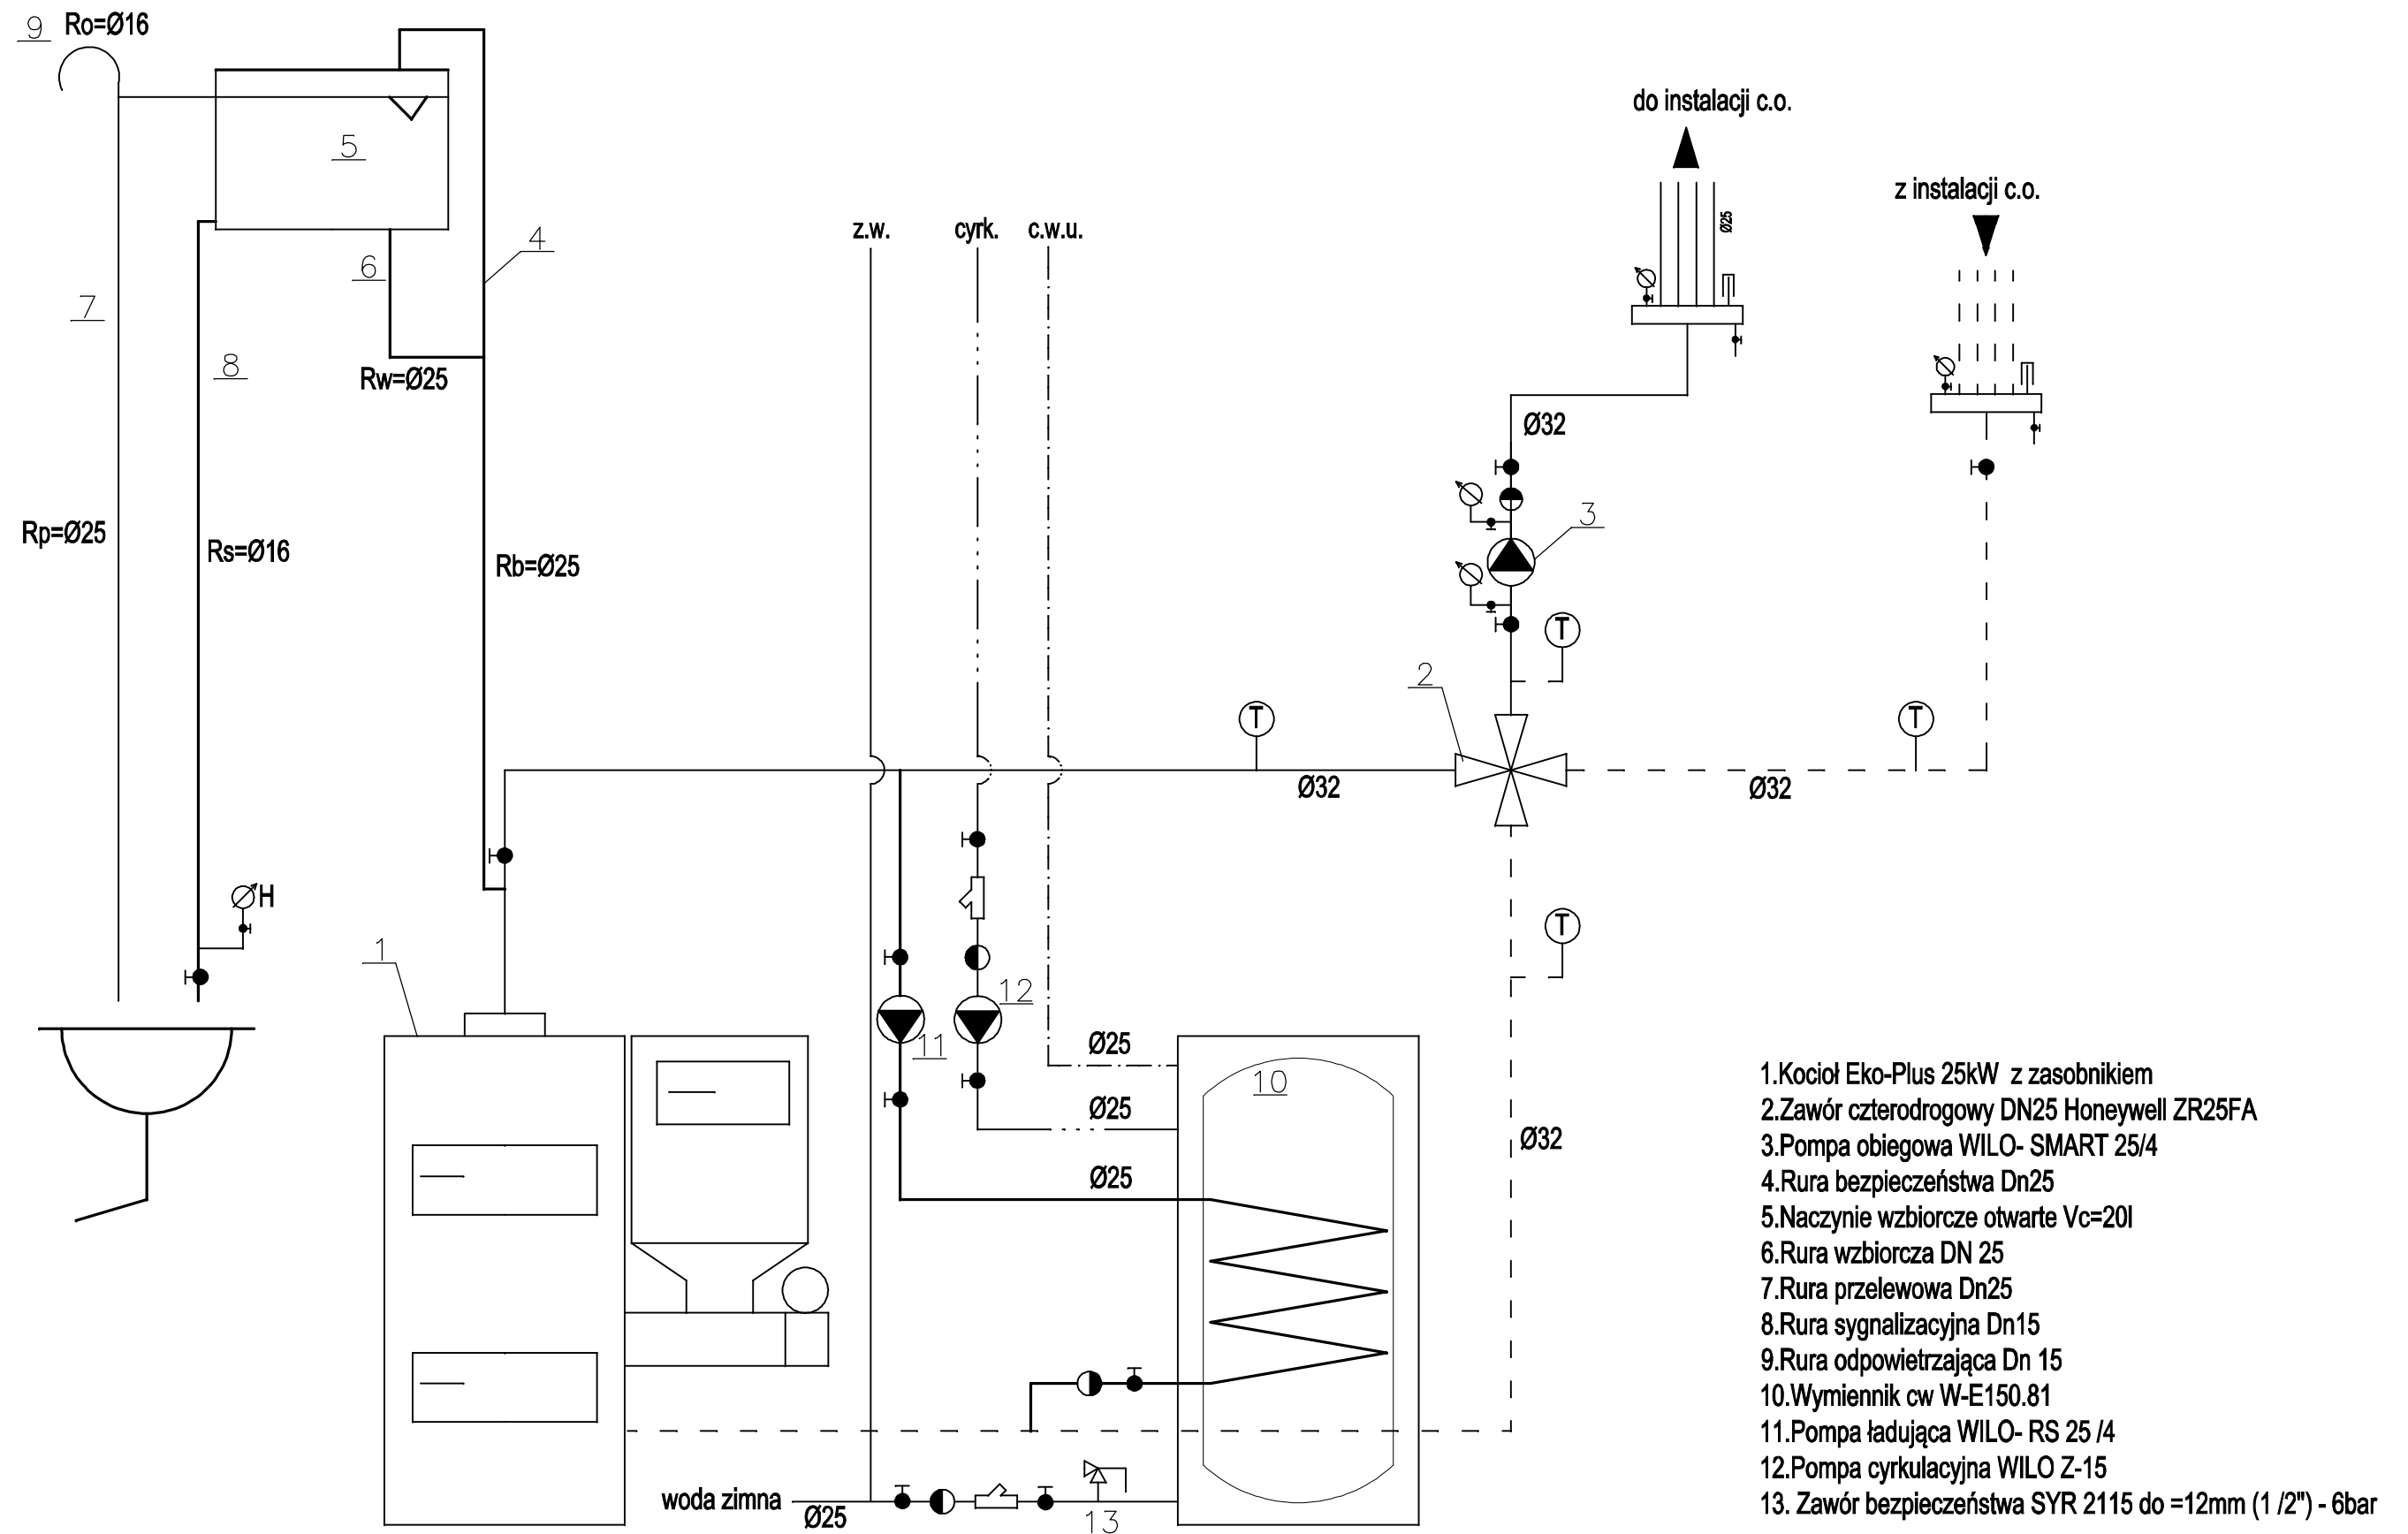 9 Ro=Ø16
5
4
6
7
8
Rw=Ø25
Rp=Ø25
Rs=Ø16
Rb=Ø25
H
z.w.
cyrk.
c.w.u.
do instalacji c.o.
z instalacji c.o.
Ø25
Ø32
3
T
2
T
T
Ø32
Ø32
T
1
12
11
Ø25
10
Ø25
Ø25
Ø32
woda zimna
Ø25
13
1.Kocioł Eko-Plus 25kW z zasobnikiem
2.Zawór czterodrogowy DN25 Honeywell ZR25FA
3.Pompa obiegowa WILO- SMART 25/4
4.Rura bezpieczeństwa Dn25
5.Naczynie wzbiorcze otwarte Vc=20l
6.Rura wzbiorcza DN 25
7.Rura przelewowa Dn25
8.Rura sygnalizacyjna Dn15
9.Rura odpowietrzająca Dn 15
10.Wymiennik cw W-E150.81
11.Pompa ładująca WILO- RS 25 /4
12.Pompa cyrkulacyjna WILO Z-15
13. Zawór bezpieczeństwa SYR 2115 do =12mm (1 /2") - 6bar